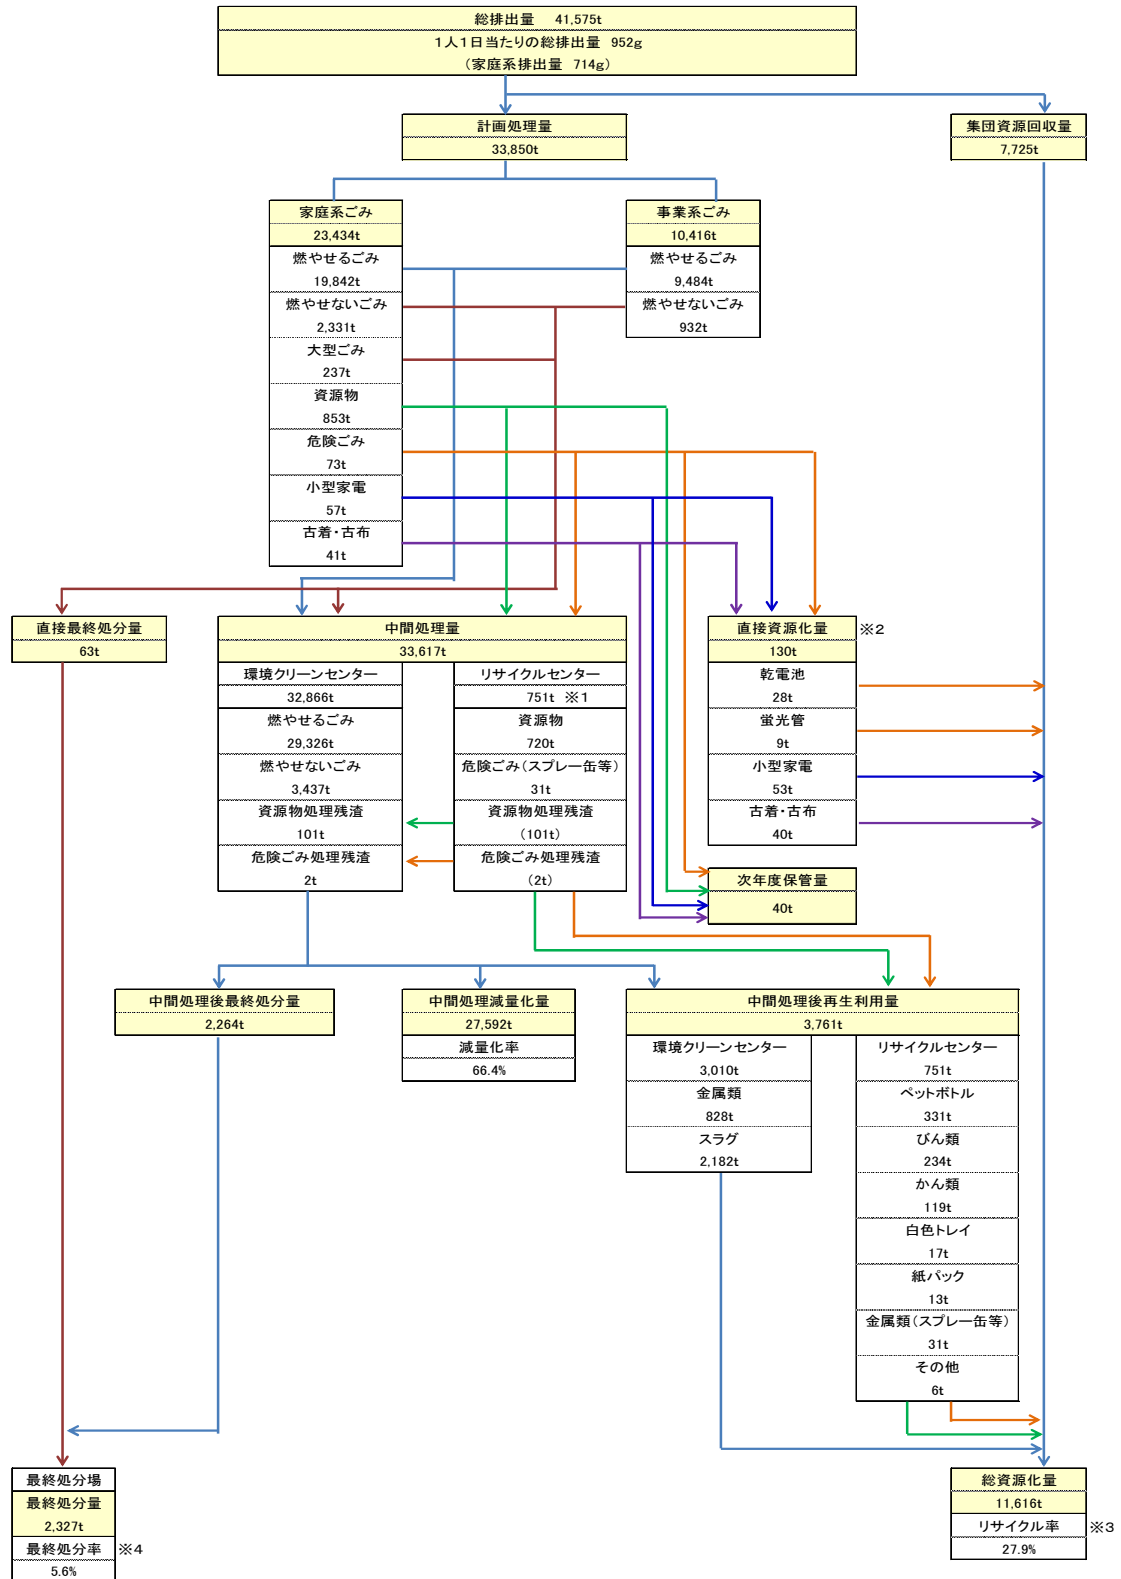 総排出量 41,575t
1人1日当たりの総排出量 952g
(家庭系排出量 714g)
計画処理量
33,850t
集団資源回収量
7,725t
家庭系ごみ
23,434t
燃やせるごみ
19,842t
燃やせないごみ
2,331t
大型ごみ
237t
資源物
853t
危険ごみ
73t
小型家電
57t
古着・古布
41t
事業系ごみ
10,416t
燃やせるごみ
9,484t
燃やせないごみ
932t
直接最終処分量
63t
中間処理量
33,617t
環境クリーンセンター
32,866t
燃やせるごみ
29,326t
燃やせないごみ
3,437t
資源物処理残渣
101t
危険ごみ処理残渣
2t
リサイクルセンター
751t ※1
資源物
720t
危険ごみ(スプレー缶等)
31t
資源物処理残渣
(101t)
危険ごみ処理残渣
(2t)
直接資源化量 ※2
130t
乾電池
28t
蛍光管
9t
小型家電
53t
古着・古布
40t
次年度保管量
40t
中間処理後最終処分量
2,264t
中間処理減量化量
27,592t
減量化率
66.4%
中間処理後再生利用量
3,761t
環境クリーンセンター
3,010t
金属類
828t
スラグ
2,182t
リサイクルセンター
751t
ペットボトル
331t
びん類
234t
かん類
119t
白色トレイ
17t
紙パック
13t
金属類(スプレー缶等)
31t
その他
6t
最終処分場
最終処分量
2,327t
最終処分率 ※4
5.6%
総資源化量
11,616t
リサイクル率 ※3
27.9%